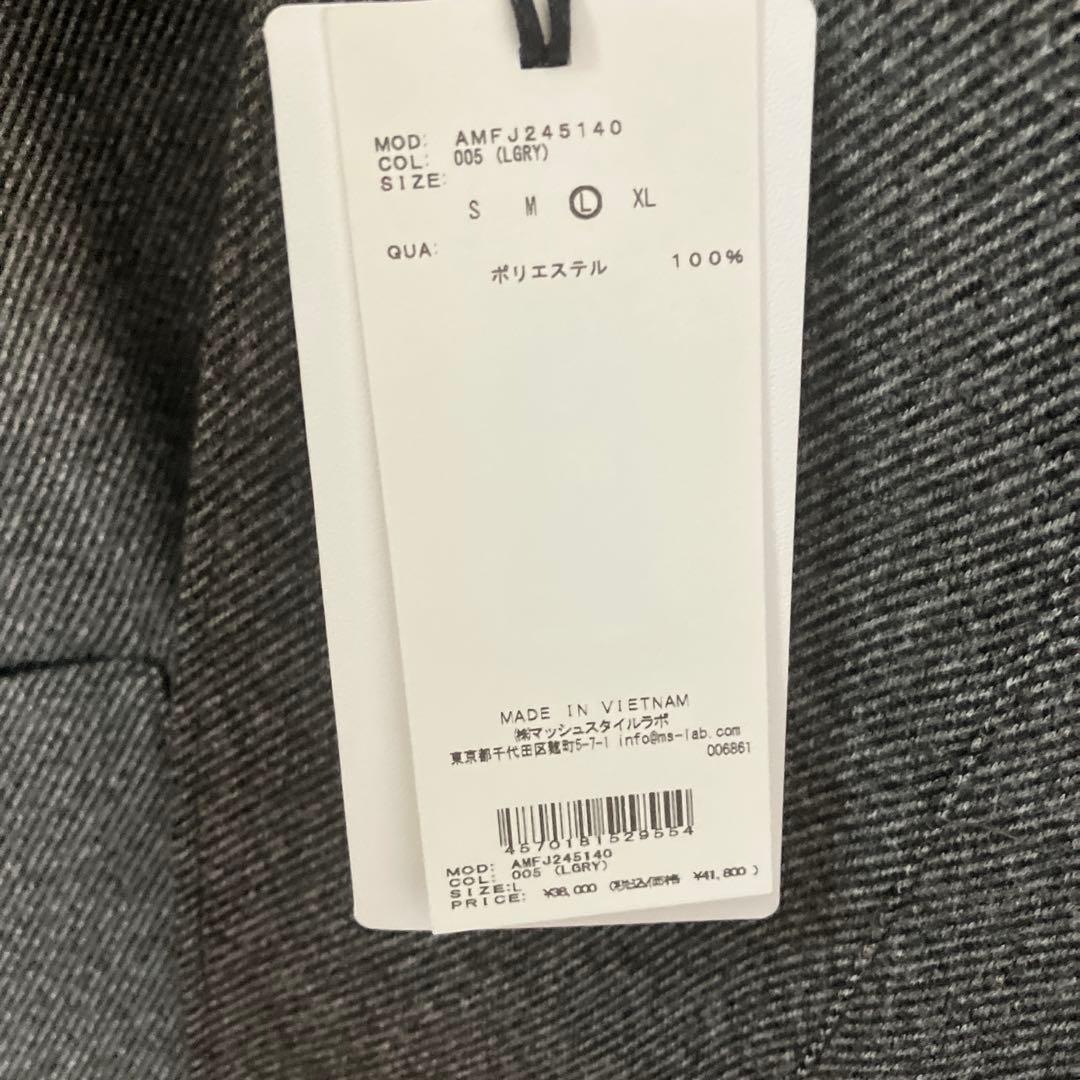 MOD: AMFJ245140
COL: 005 (LGRY)
SIZE:
S M L XL
QUA:
ポリエステル 100%
MADE IN VIETNAM
㈱マッシュスタイルラボ
東京都千代田区麹町5-7-1 info@ms-lab.com
006861
4570181529554
MOD: AMFJ245140
COL: 005 (LGRY)
SIZE:L
PRICE: ¥38,000 (税込価格 ¥41,800 )